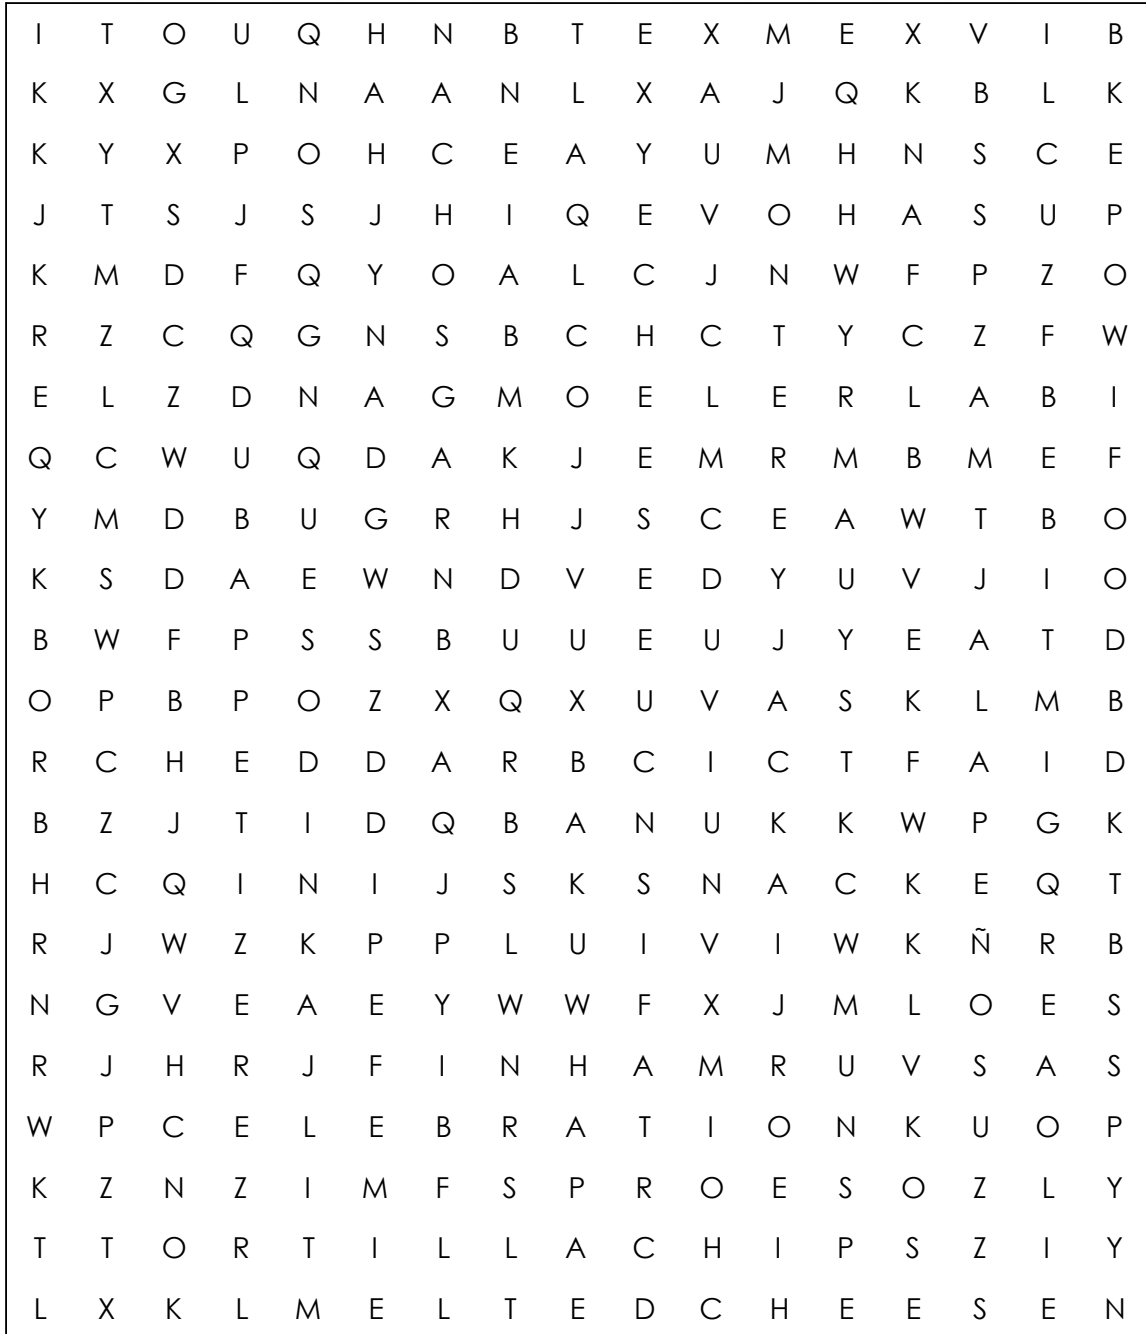 I T O U Q H N B T E X M E X V I B
K X G L N A A N L X A J Q K B L K
K Y X P O H C E A Y U M H N S C E
J T S J S J H I Q E V O H A S U P
K M D F Q Y O A L C J N W F P Z O
R Z C Q G N S B C H C T Y C Z F W
E L Z D N A G M O E L E R L A B I
Q C W U Q D A K J E M R M B M E F
Y M D B U G R H J S C E A W T B O
K S D A E W N D V E D Y U V J I O
B W F P S S B U U E U J Y E A T D
O P B P O Z X Q X U V A S K L M B
R C H E D D A R B C I C T F A I D
B Z J T I D Q B A N U K K W P G K
H C Q I N I J S K S N A C K E Q T
R J W Z K P P L U I V I W K Ñ R B
N G V E A E Y W W F X J M L O E S
R J H R J F I N H A M R U V S A S
W P C E L E B R A T I O N K U O P
K Z N Z I M F S P R O E S O Z L Y
T T O R T I L L A C H I P S Z I Y
L X K L M E L T E D C H E E S E N